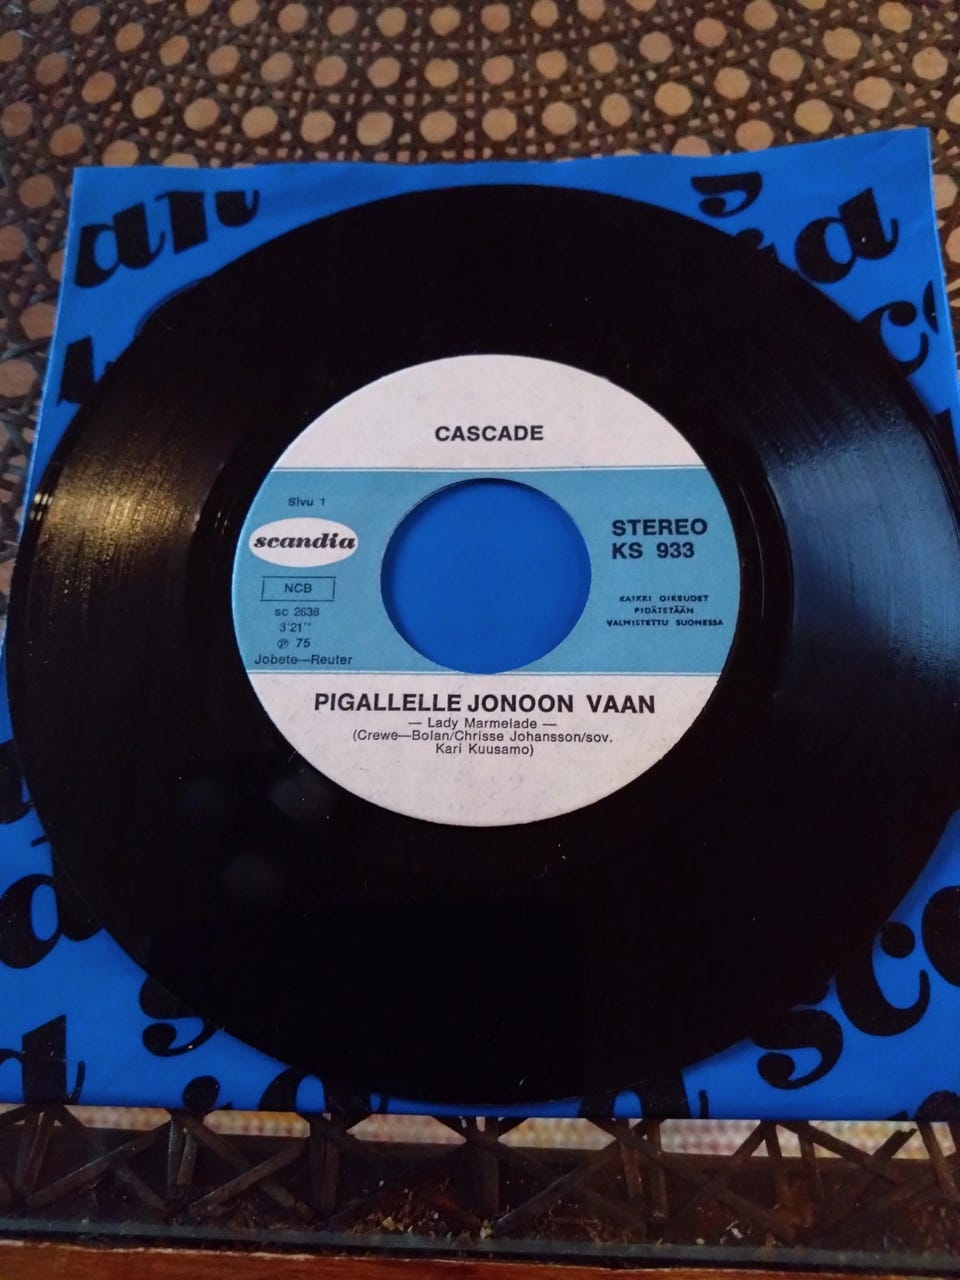 CASCADE
Sivu 1
scandia
NCB
sc 2638
3'21''
℗ 75
Jobete—Reuter
STEREO
KS 933
KAIKKI OIKEUDET
PIDÄTETÄÄN
VALMISTETTU SUOMESSA
PIGALLELLE JONOON VAAN
— Lady Marmelade —
(Crewe—Bolan/Chrisse Johansson/sov.
Kari Kuusamo)